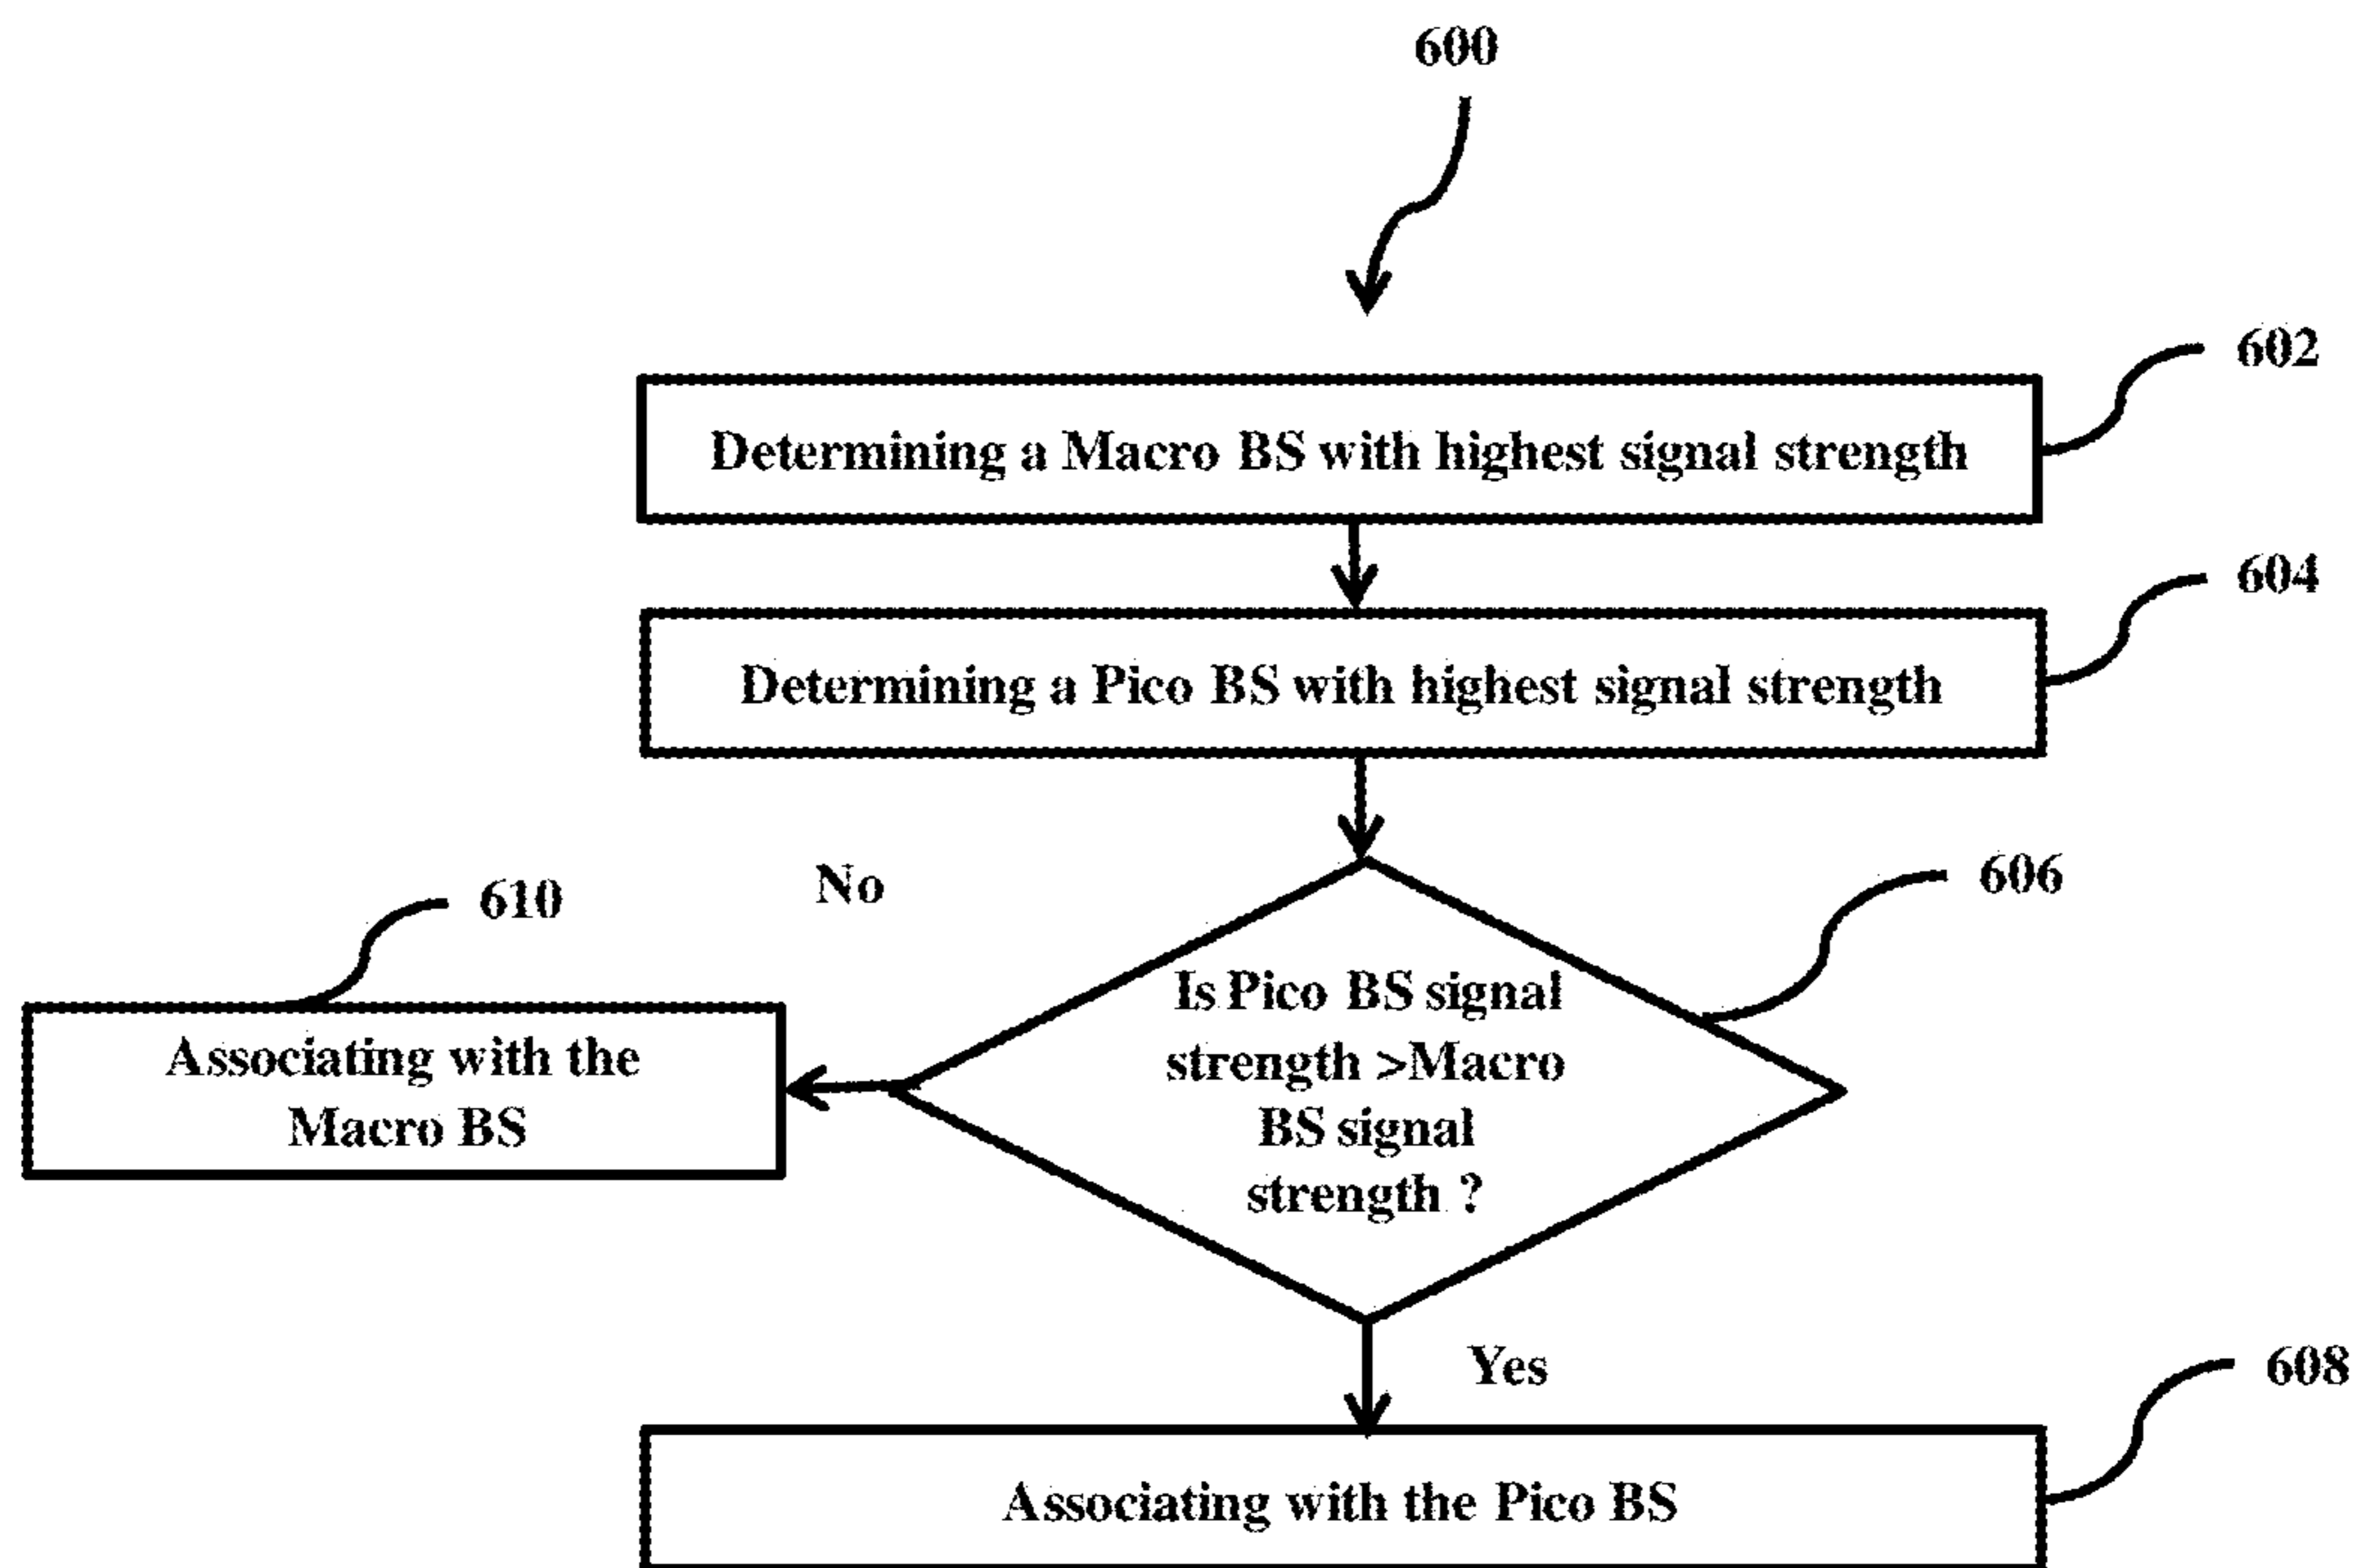 600
602
Determining a Macro BS with highest signal strength
604
Determining a Pico BS with highest signal strength
606
No
610
Is Pico BS signal
strength >Macro
BS signal
strength ?
Associating with the
Macro BS
Yes
608
Associating with the Pico BS